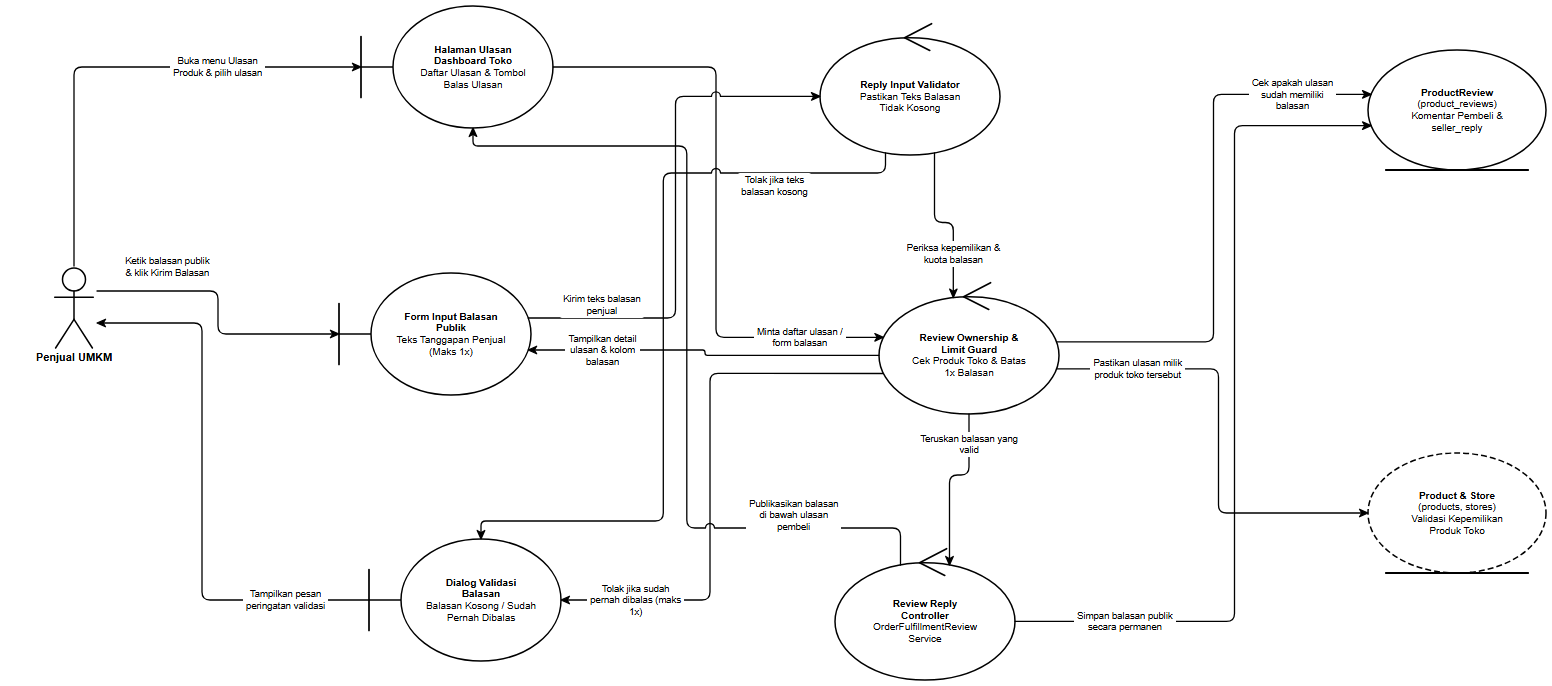 Halaman Ulasan
Dashboard Toko
Daftar Ulasan & Tombol
Balas Ulasan
Buka menu Ulasan
Produk & pilih ulasan
Reply Input Validator
Pastikan Teks Balasan
Tidak Kosong
Cek apakah ulasan
sudah memiliki
balasan
ProductReview
(product_reviews)
Komentar Pembeli &
seller_reply
Tolak jika teks
balasan kosong
Periksa kepemilikan &
kuota balasan
Ketik balasan publik
& klik Kirim Balasan
Penjual UMKM
Form Input Balasan
Publik
Teks Tanggapan Penjual
(Maks 1x)
Kirim teks balasan
penjual
Tampilkan detail
ulasan & kolom
balasan
Minta daftar ulasan /
form balasan
Review Ownership &
Limit Guard
Cek Produk Toko & Batas
1x Balasan
Pastikan ulasan milik
produk toko tersebut
Teruskan balasan yang
valid
Product & Store
(products, stores)
Validasi Kepemilikan
Produk Toko
Publikasikan balasan
di bawah ulasan
pembeli
Tampilkan pesan
peringatan validasi
Dialog Validasi
Balasan
Balasan Kosong / Sudah
Pernah Dibalas
Tolak jika sudah
pernah dibalas (maks
1x)
Review Reply
Controller
OrderFulfillmentReview
Service
Simpan balasan publik
secara permanen